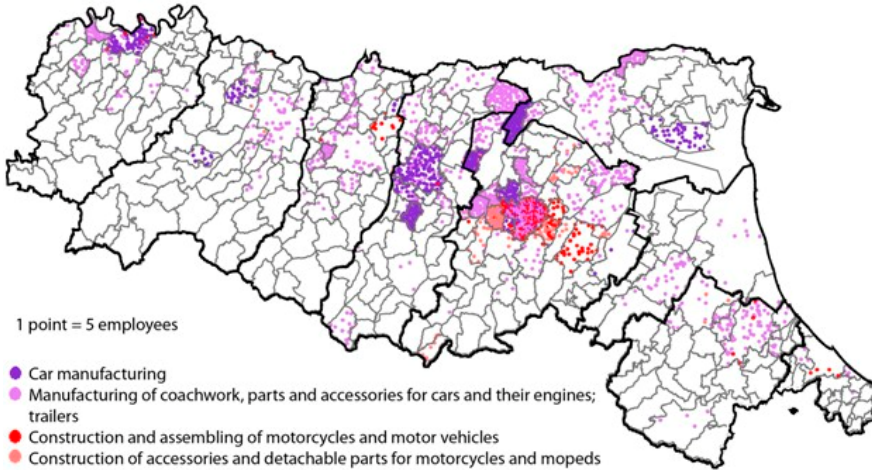 1 point = 5 employees
Car manufacturing
Manufacturing of coachwork, parts and accessories for cars and their engines;
trailers
Construction and assembling of motorcycles and motor vehicles
Construction of accessories and detachable parts for motorcycles and mopeds